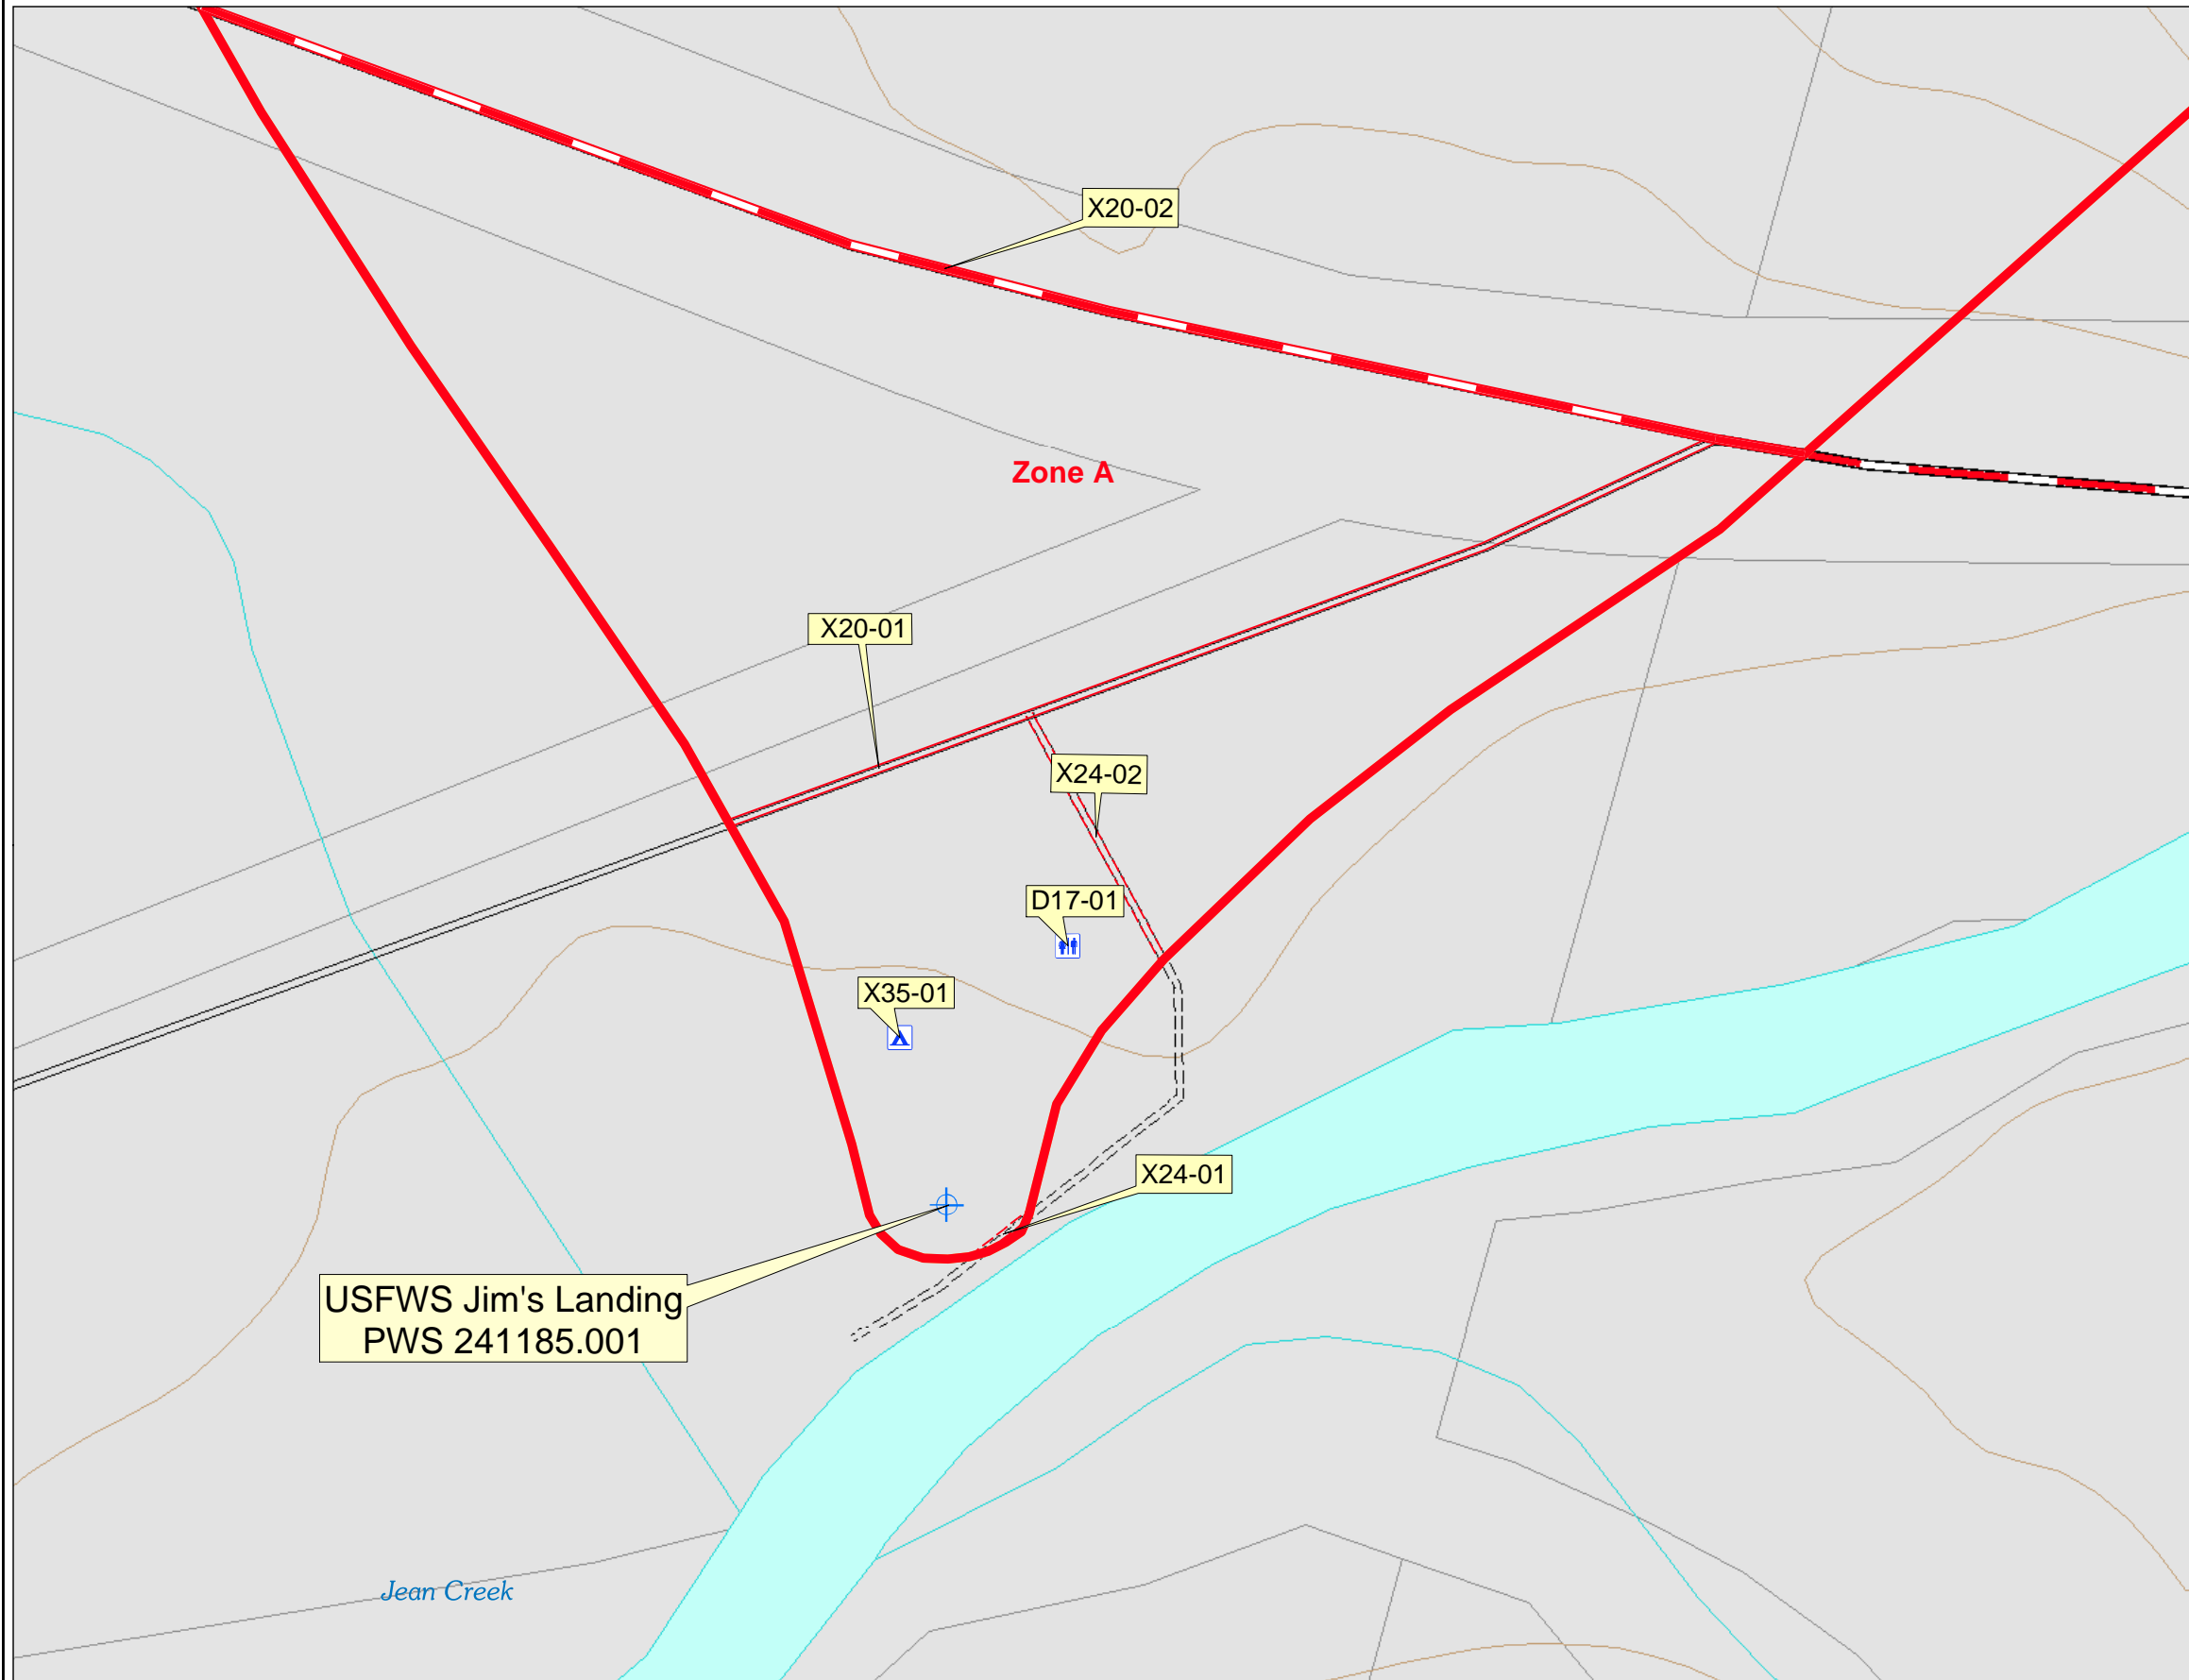 X20-02
Zone A
X20-01
X24-02
D17-01
X35-01
X24-01
USFWS Jim's Landing
PWS 241185.001
Jean Creek